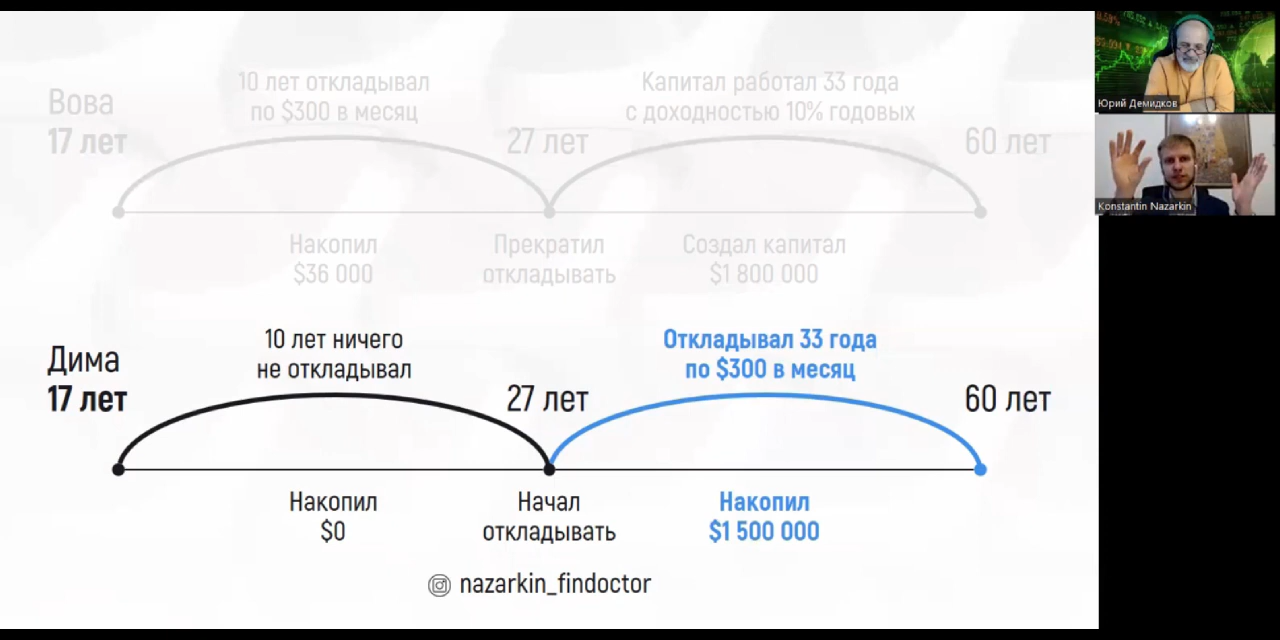 Вова
17 лет
10 лет откладывал
по $300 в месяц
27 лет
Капитал работал 33 года
с доходностью 10% годовых
60 лет
Накопил
$36 000
Прекратил
откладывать
Создал капитал
$1 800 000
Дима
17 лет
10 лет ничего
не откладывал
27 лет
Откладывал 33 года
по $300 в месяц
60 лет
Накопил
$0
Начал
откладывать
Накопил
$1 500 000
nazarkin_findoctor
Юрий Демидков
Konstantin Nazarkin